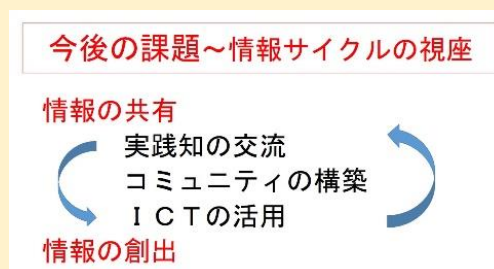 今後の課題～情報サイクルの視座
情報の共有
実践知の交流
コミュニティの構築
ＩＣＴの活用
情報の創出